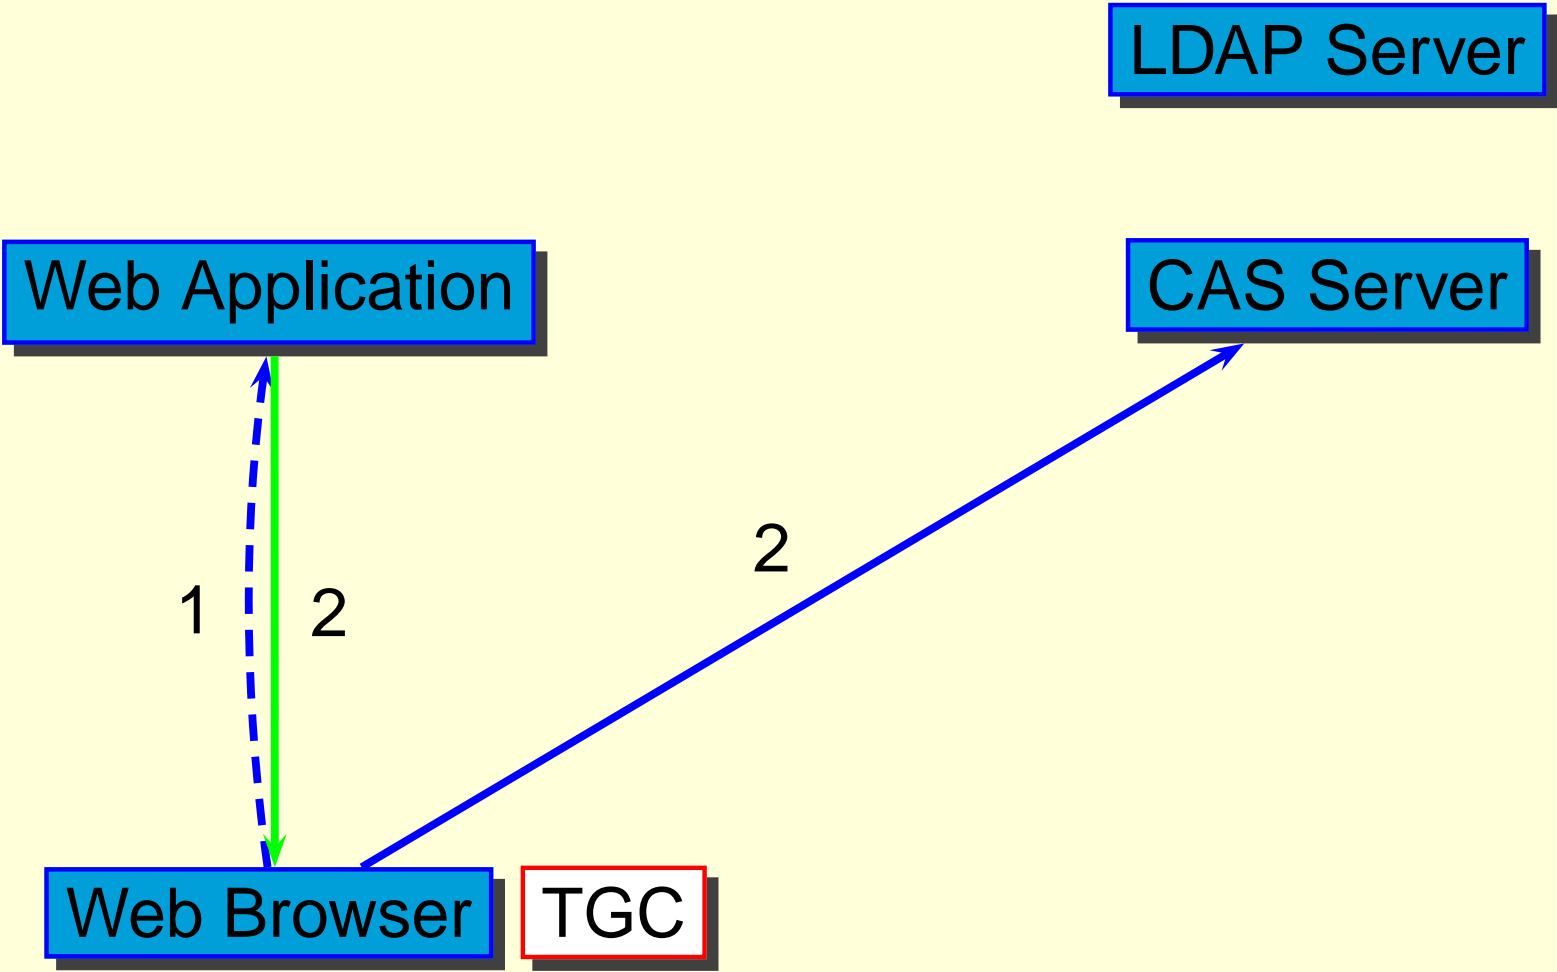 LDAP Server
Web Application
CAS Server
2
1
2
Web Browser
TGC